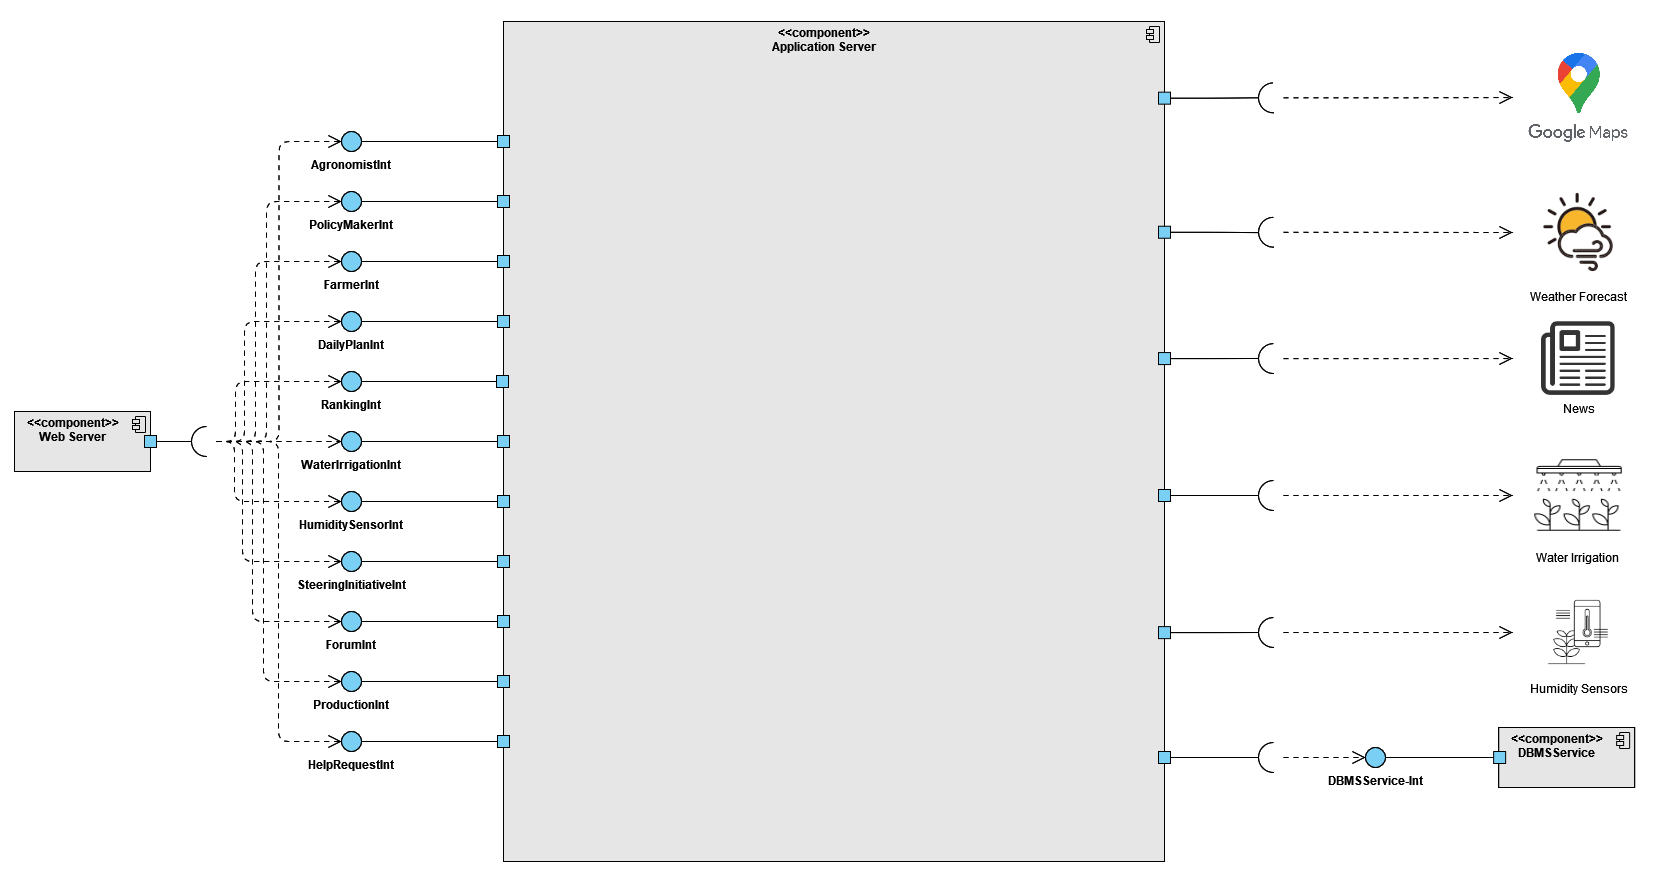 <<component>>
Application Server
Google Maps
AgronomistInt
PolicyMakerInt
FarmerInt
Weather Forecast
DailyPlanInt
RankingInt
News
<<component>>
Web Server
WaterIrrigationInt
HumiditySensorInt
Water Irrigation
SteeringInitiativeInt
ForumInt
Humidity Sensors
ProductionInt
<<component>>
DBMSService
HelpRequestInt
DBMSService-Int